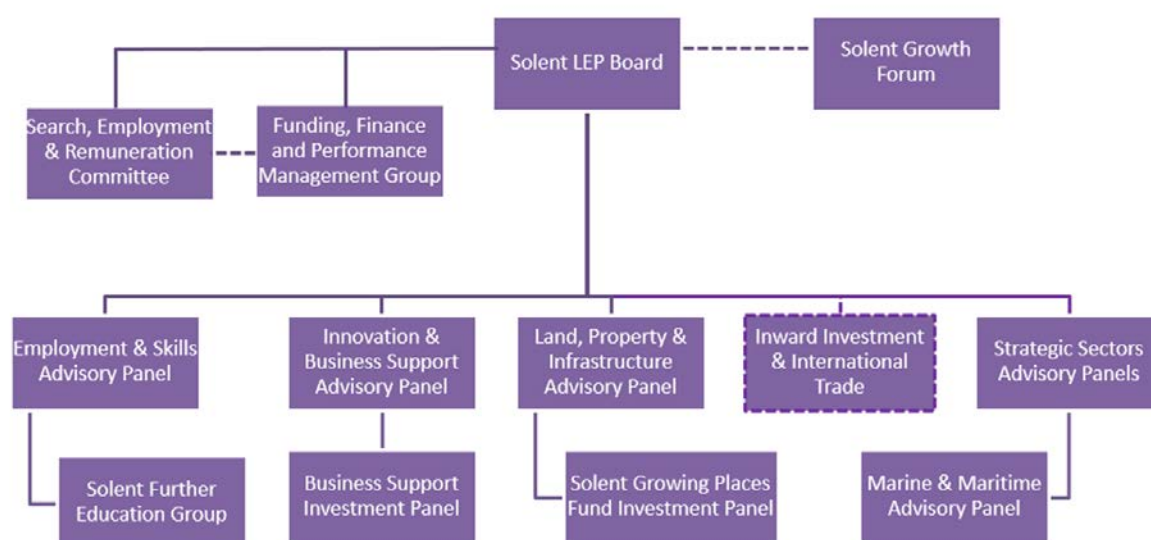 Solent LEP Board
Solent Growth
Forum
Search, Employment
& Remuneration
Committee
Funding, Finance
and Performance
Management Group
Employment & Skills
Advisory Panel
Innovation &
Business Support
Advisory Panel
Land, Property &
Infrastructure
Advisory Panel
Inward Investment
& International
Trade
Strategic Sectors
Advisory Panels
Solent Further
Education Group
Business Support
Investment Panel
Solent Growing Places
Fund Investment Panel
Marine & Maritime
Advisory Panel